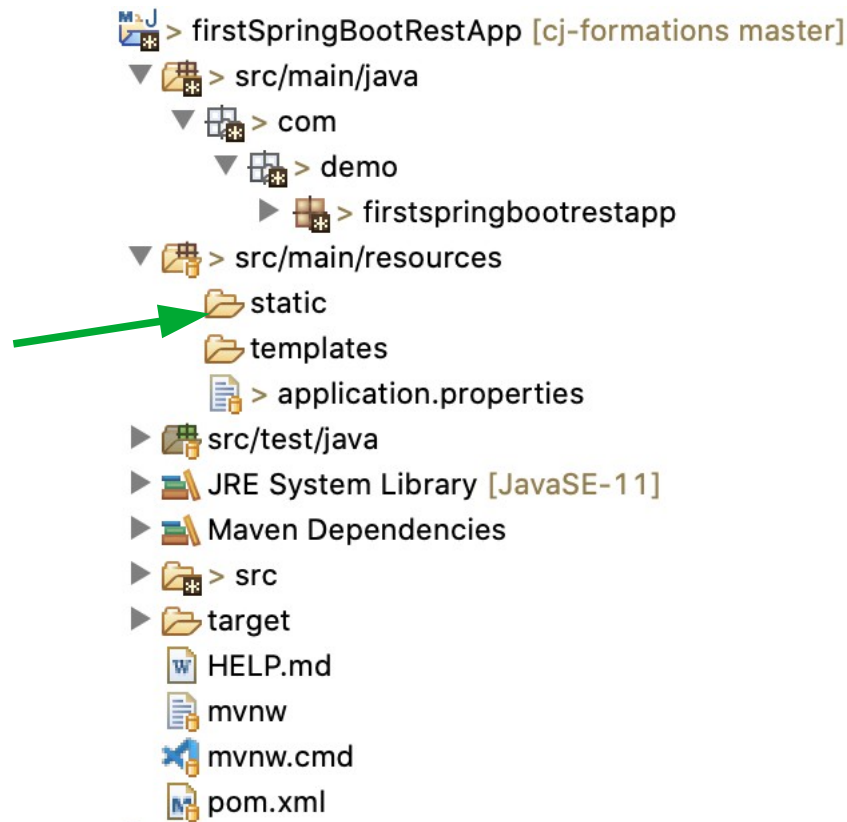 > firstSpringBootRestApp [cj-formations master]
> src/main/java
> com
> demo
> firstspringbootrestapp
> src/main/resources
static
templates
> application.properties
src/test/java
JRE System Library [JavaSE-11]
Maven Dependencies
> src
target
HELP.md
mvnw
mvnw.cmd
pom.xml